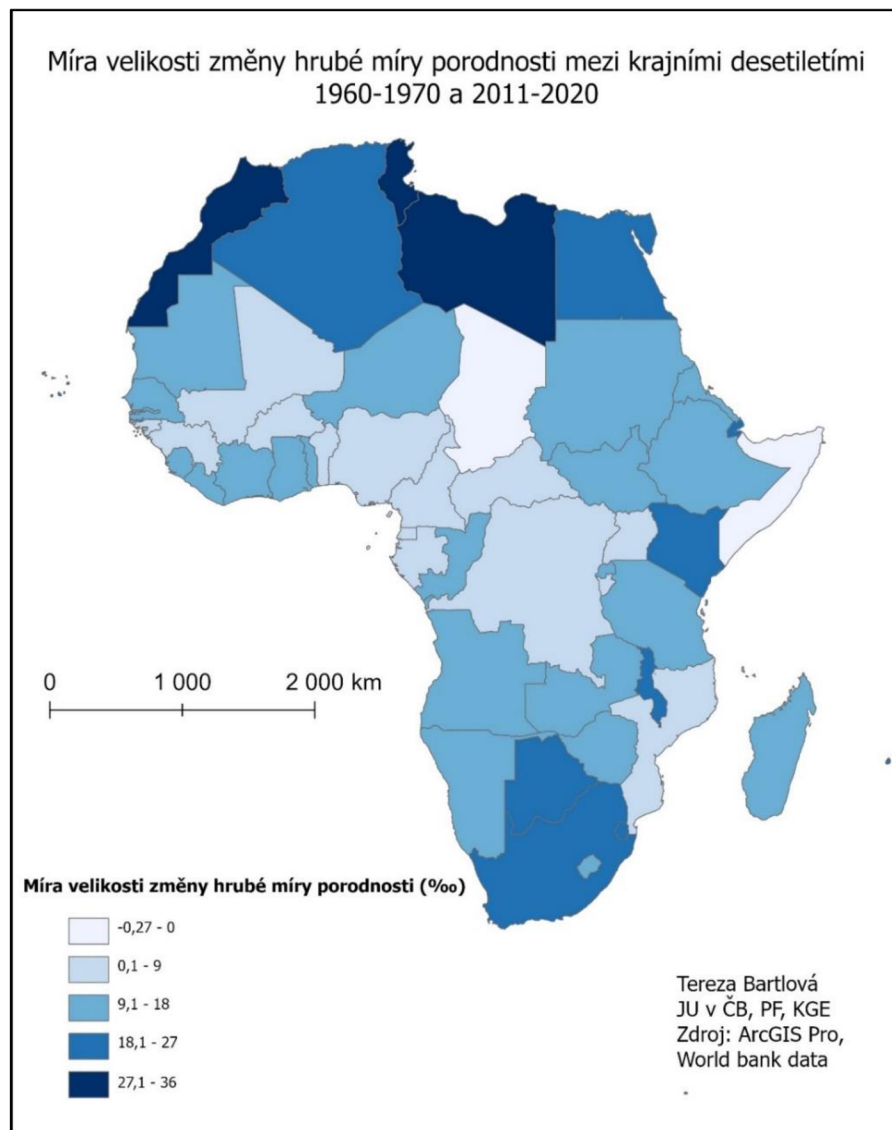 Míra velikosti změny hrubé míry porodnosti mezi krajními desetiletími
1960-1970 a 2011-2020
0 1 000 2 000 km
Míra velikosti změny hrubé míry porodnosti (‰)
-0,27 - 0
0,1 - 9
9,1 - 18
18,1 - 27
27,1 - 36
Tereza Bartlová
JU v ČB, PF, KGE
Zdroj: ArcGIS Pro,
World bank data